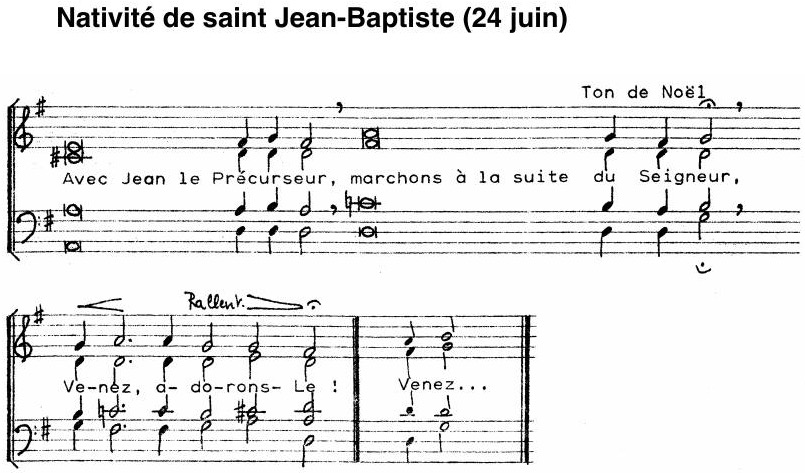 Nativité de saint Jean-Baptiste (24 juin)
Ton de Noël
Avec Jean le Précurseur, marchons à la suite du Seigneur,
Rallent.
Ve-nez, a- do-rons- Le ! Venez...